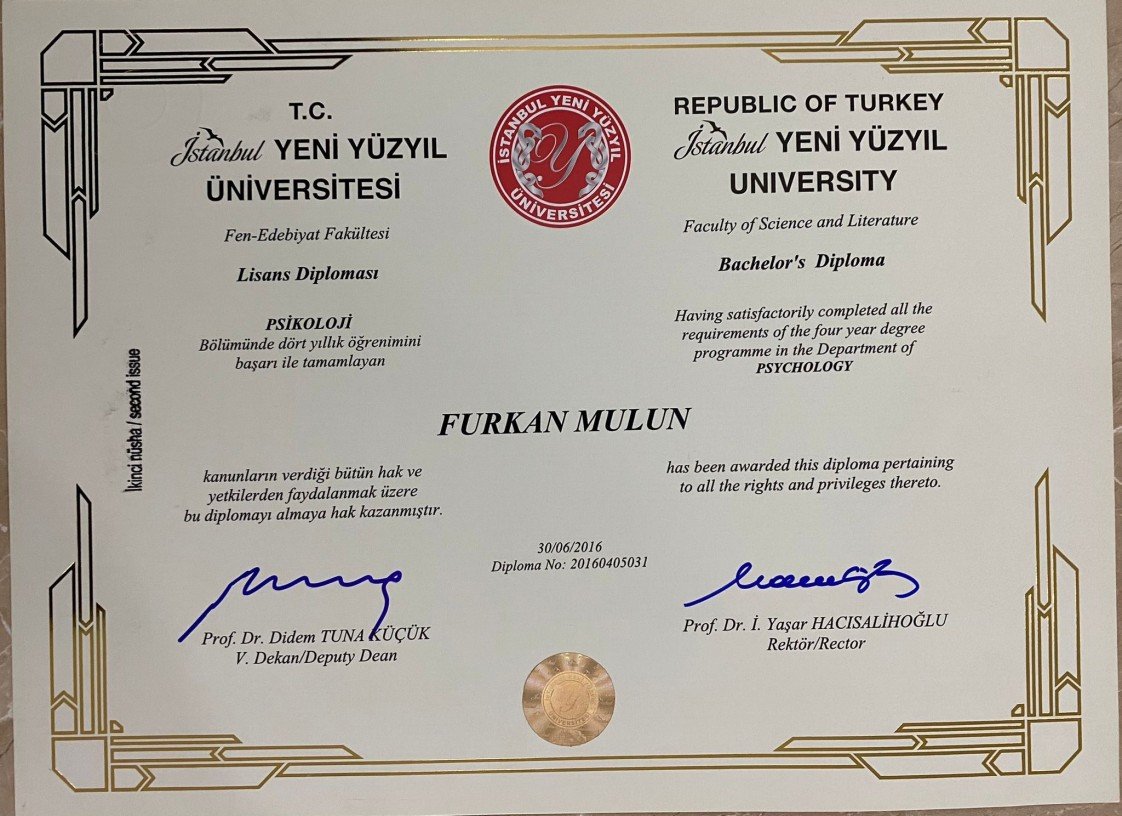 T.C.
İstanbul YENİ YÜZYIL
ÜNİVERSİTESİ
Fen-Edebiyat Fakültesi
Lisans Diploması
PSİKOLOJİ
Bölümünde dört yıllık öğrenimini
başarı ile tamamlayan
İSTANBUL YENİ YÜZYIL
ÜNİVERSİTESİ
Y
REPUBLIC OF TURKEY
İstanbul YENİ YÜZYIL
UNIVERSITY
Faculty of Science and Literature
Bachelor's Diploma
Having satisfactorily completed all the
requirements of the four year degree
programme in the Department of
PSYCHOLOGY
İkinci nüsha / second issue
FURKAN MULUN
kanunların verdiği bütün hak ve
yetkilerden faydalanmak üzere
bu diplomayı almaya hak kazanmıştır.
has been awarded this diploma pertaining
to all the rights and privileges thereto.
30/06/2016
Diploma No: 20160405031
Prof. Dr. Didem TUNA KÜÇÜK
V. Dekan/Deputy Dean
Prof. Dr. İ. Yaşar HACISALİHOĞLU
Rektör/Rector